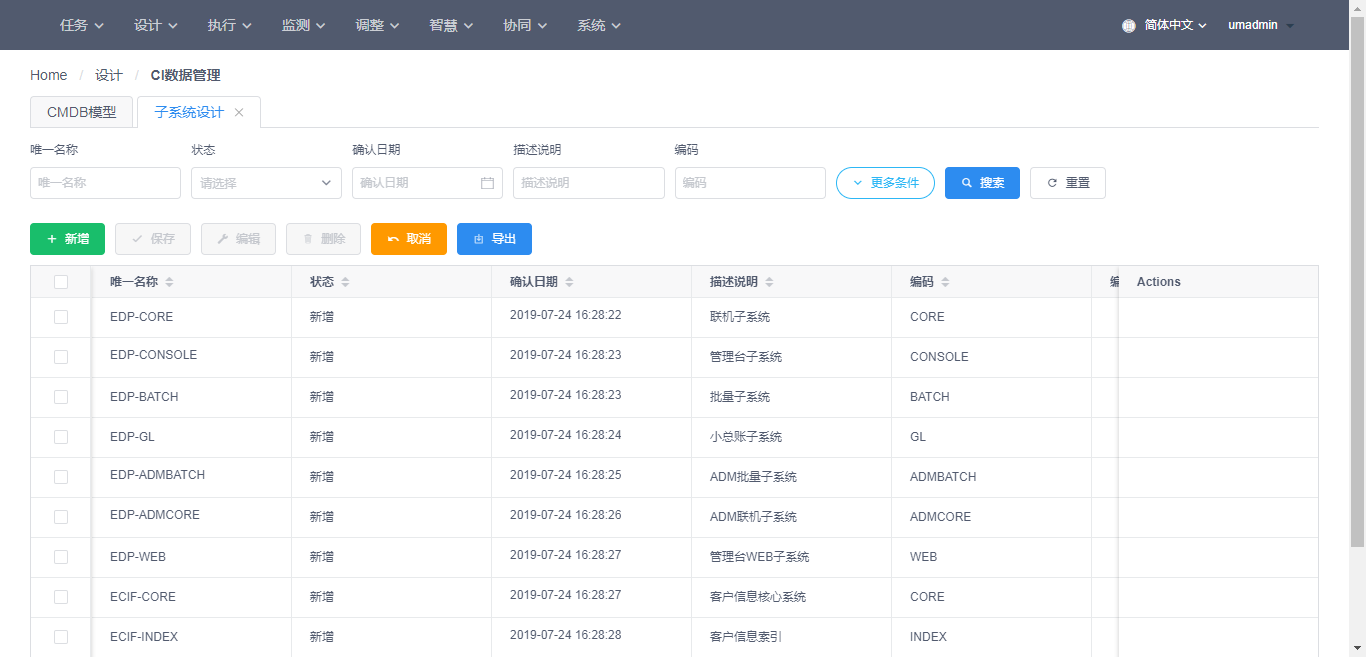 任务 设计 执行 监测 调整 智慧 协同 系统 简体中文 umadmin
Home / 设计 / CI数据管理
CMDB模型 子系统设计
唯一名称 状态 确认日期 描述说明 编码
唯一名称 请选择 确认日期 描述说明 编码 更多条件 搜索 重置
新增 保存 编辑 删除 取消 导出
唯一名称 状态 确认日期 描述说明 编码 编 Actions
EDP-CORE 新增 2019-07-24 16:28:22 联机子系统 CORE
EDP-CONSOLE 新增 2019-07-24 16:28:23 管理台子系统 CONSOLE
EDP-BATCH 新增 2019-07-24 16:28:23 批量子系统 BATCH
EDP-GL 新增 2019-07-24 16:28:24 小总账子系统 GL
EDP-ADMBATCH 新增 2019-07-24 16:28:25 ADM批量子系统 ADMBATCH
EDP-ADMCORE 新增 2019-07-24 16:28:26 ADM联机子系统 ADMCORE
EDP-WEB 新增 2019-07-24 16:28:27 管理台WEB子系统 WEB
ECIF-CORE 新增 2019-07-24 16:28:27 客户信息核心系统 CORE
ECIF-INDEX 新增 2019-07-24 16:28:28 客户信息索引 INDEX